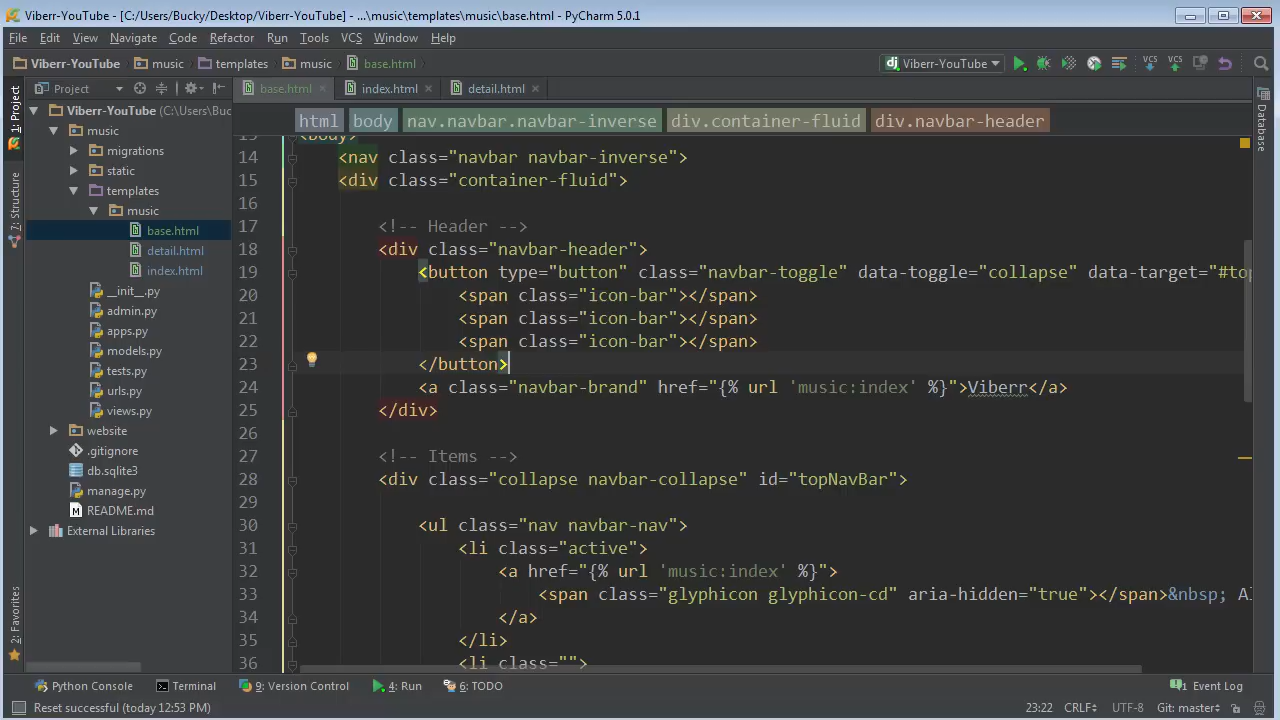 Viberr-YouTube - [C:/Users/Bucky/Desktop/Viberr-YouTube] - ...\music\templates\music\base.html - PyCharm 5.0.1
File Edit View Navigate Code Refactor Run Tools VCS Window Help
Viberr-YouTube music templates music base.html
dj Viberr-YouTube VCS VCS
1: Project
7: Structure
2: Favorites
Project
Viberr-YouTube (C:\Users\Buc
music
migrations
static
templates
music
base.html
detail.html
index.html
__init__.py
admin.py
apps.py
models.py
tests.py
urls.py
views.py
website
.gitignore
db.sqlite3
manage.py
README.md
External Libraries
base.html index.html detail.html
html body nav.navbar.navbar-inverse div.container-fluid div.navbar-header
<body>
14 <nav class="navbar navbar-inverse">
15 <div class="container-fluid">
16
17 <!-- Header -->
18 <div class="navbar-header">
19 <button type="button" class="navbar-toggle" data-toggle="collapse" data-target="#top
20 <span class="icon-bar"></span>
21 <span class="icon-bar"></span>
22 <span class="icon-bar"></span>
23 </button>
24 <a class="navbar-brand" href="{% url 'music:index' %}">Viberr</a>
25 </div>
26
27 <!-- Items -->
28 <div class="collapse navbar-collapse" id="topNavBar">
29
30 <ul class="nav navbar-nav">
31 <li class="active">
32 <a href="{% url 'music:index' %}">
33 <span class="glyphicon glyphicon-cd" aria-hidden="true"></span>&nbsp; Al
34 </a>
35 </li>
36 <li class="">
Database
Python Console Terminal 9: Version Control 4: Run 6: TODO 1 Event Log
Reset successful (today 12:53 PM) 23:22 CRLF UTF-8 Git: master